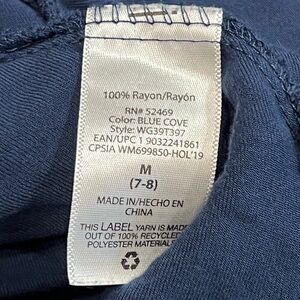 100% Rayon/Rayón
RN# 52469
Color: BLUE COVE
Style: WG39T397
EAN/UPC 1 9032241861
CPSIA WM699850-HOL'19
M
(7-8)
MADE IN/HECHO EN
CHINA
THIS LABEL YARN IS MADE
OUT OF 100% RECYCLED
POLYESTER MATERIAL